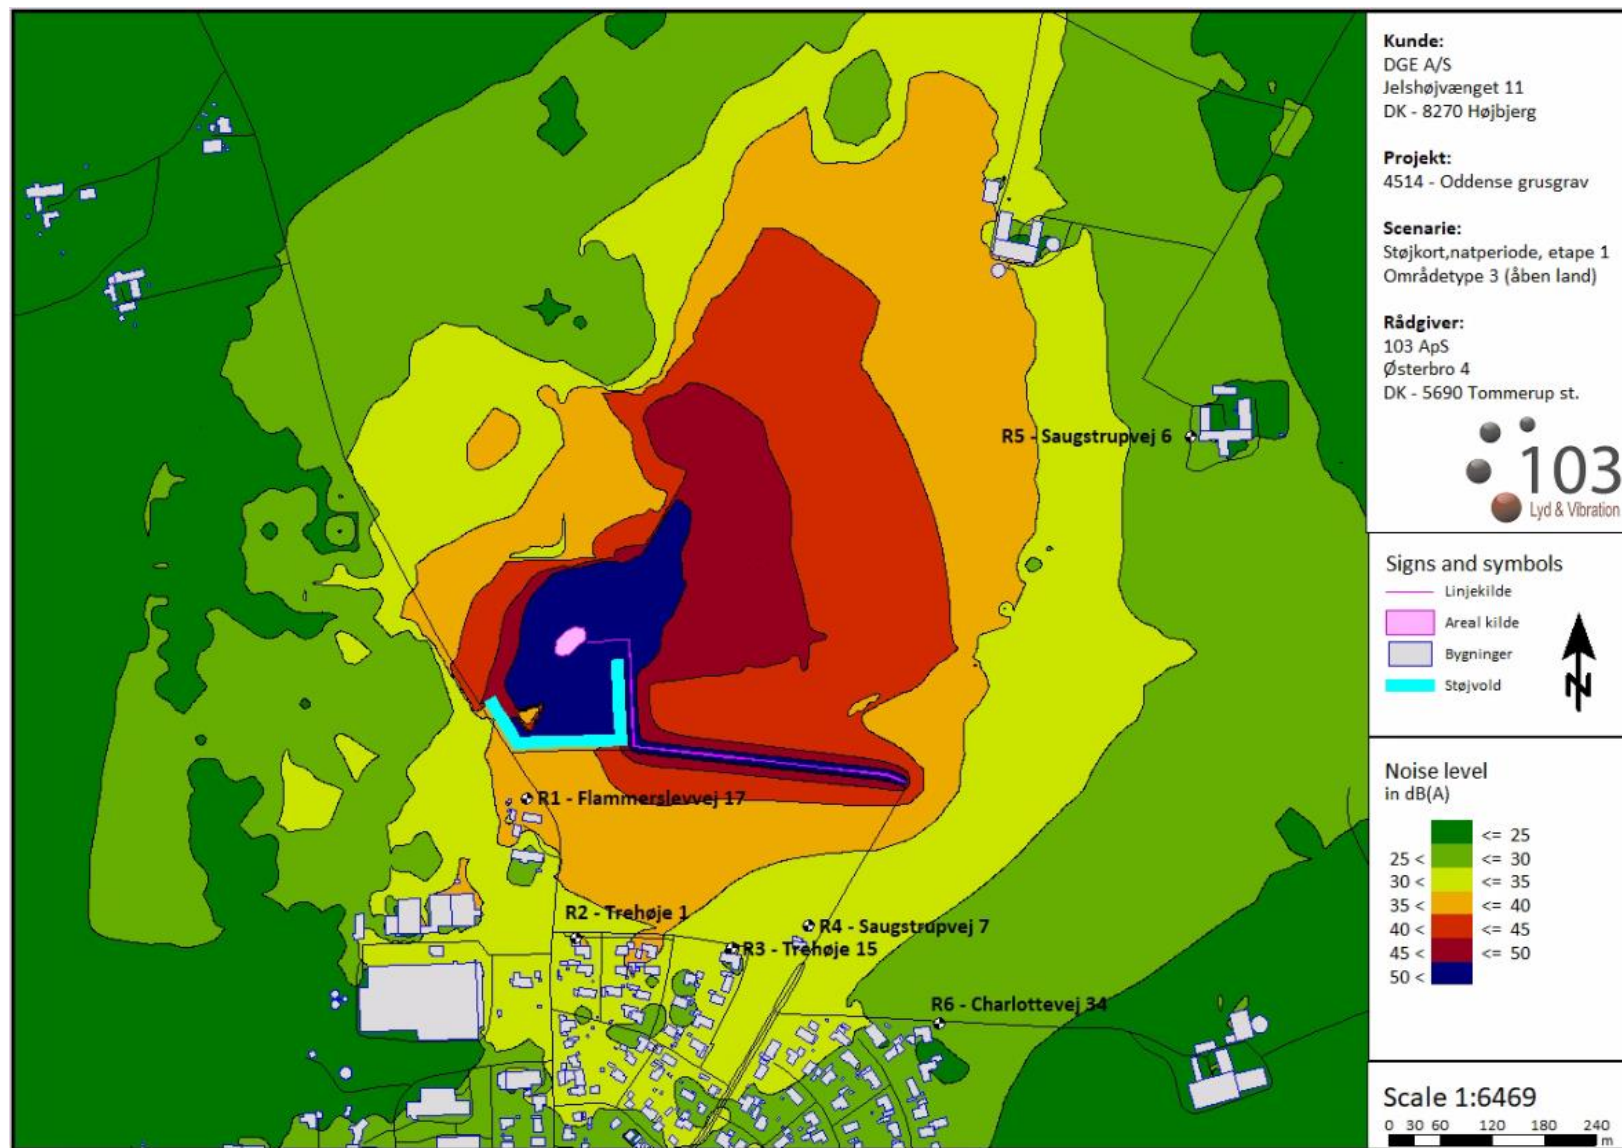 Kunde:
DGE A/S
Jelshøjvænget 11
DK - 8270 Højbjerg
Projekt:
4514 - Oddense grusgrav
Scenarie:
Støjkort,natperiode, etape 1
Områdetype 3 (åben land)
Rådgiver:
103 ApS
Østerbro 4
DK - 5690 Tommerup st.
103
Lyd & Vibration
R5 - Saugstrupvej 6
R1 - Flammerslevvej 17
R2 - Trehøje 1
R4 - Saugstrupvej 7
R3 - Trehøje 15
R6 - Charlottevej 34
Signs and symbols
Linjekilde
Areal kilde
Bygninger
Støjvold
N
Noise level
in dB(A)
<= 25
25 < <= 30
30 < <= 35
35 < <= 40
40 < <= 45
45 < <= 50
50 <
Scale 1:6469
0 30 60 120 180 240
m